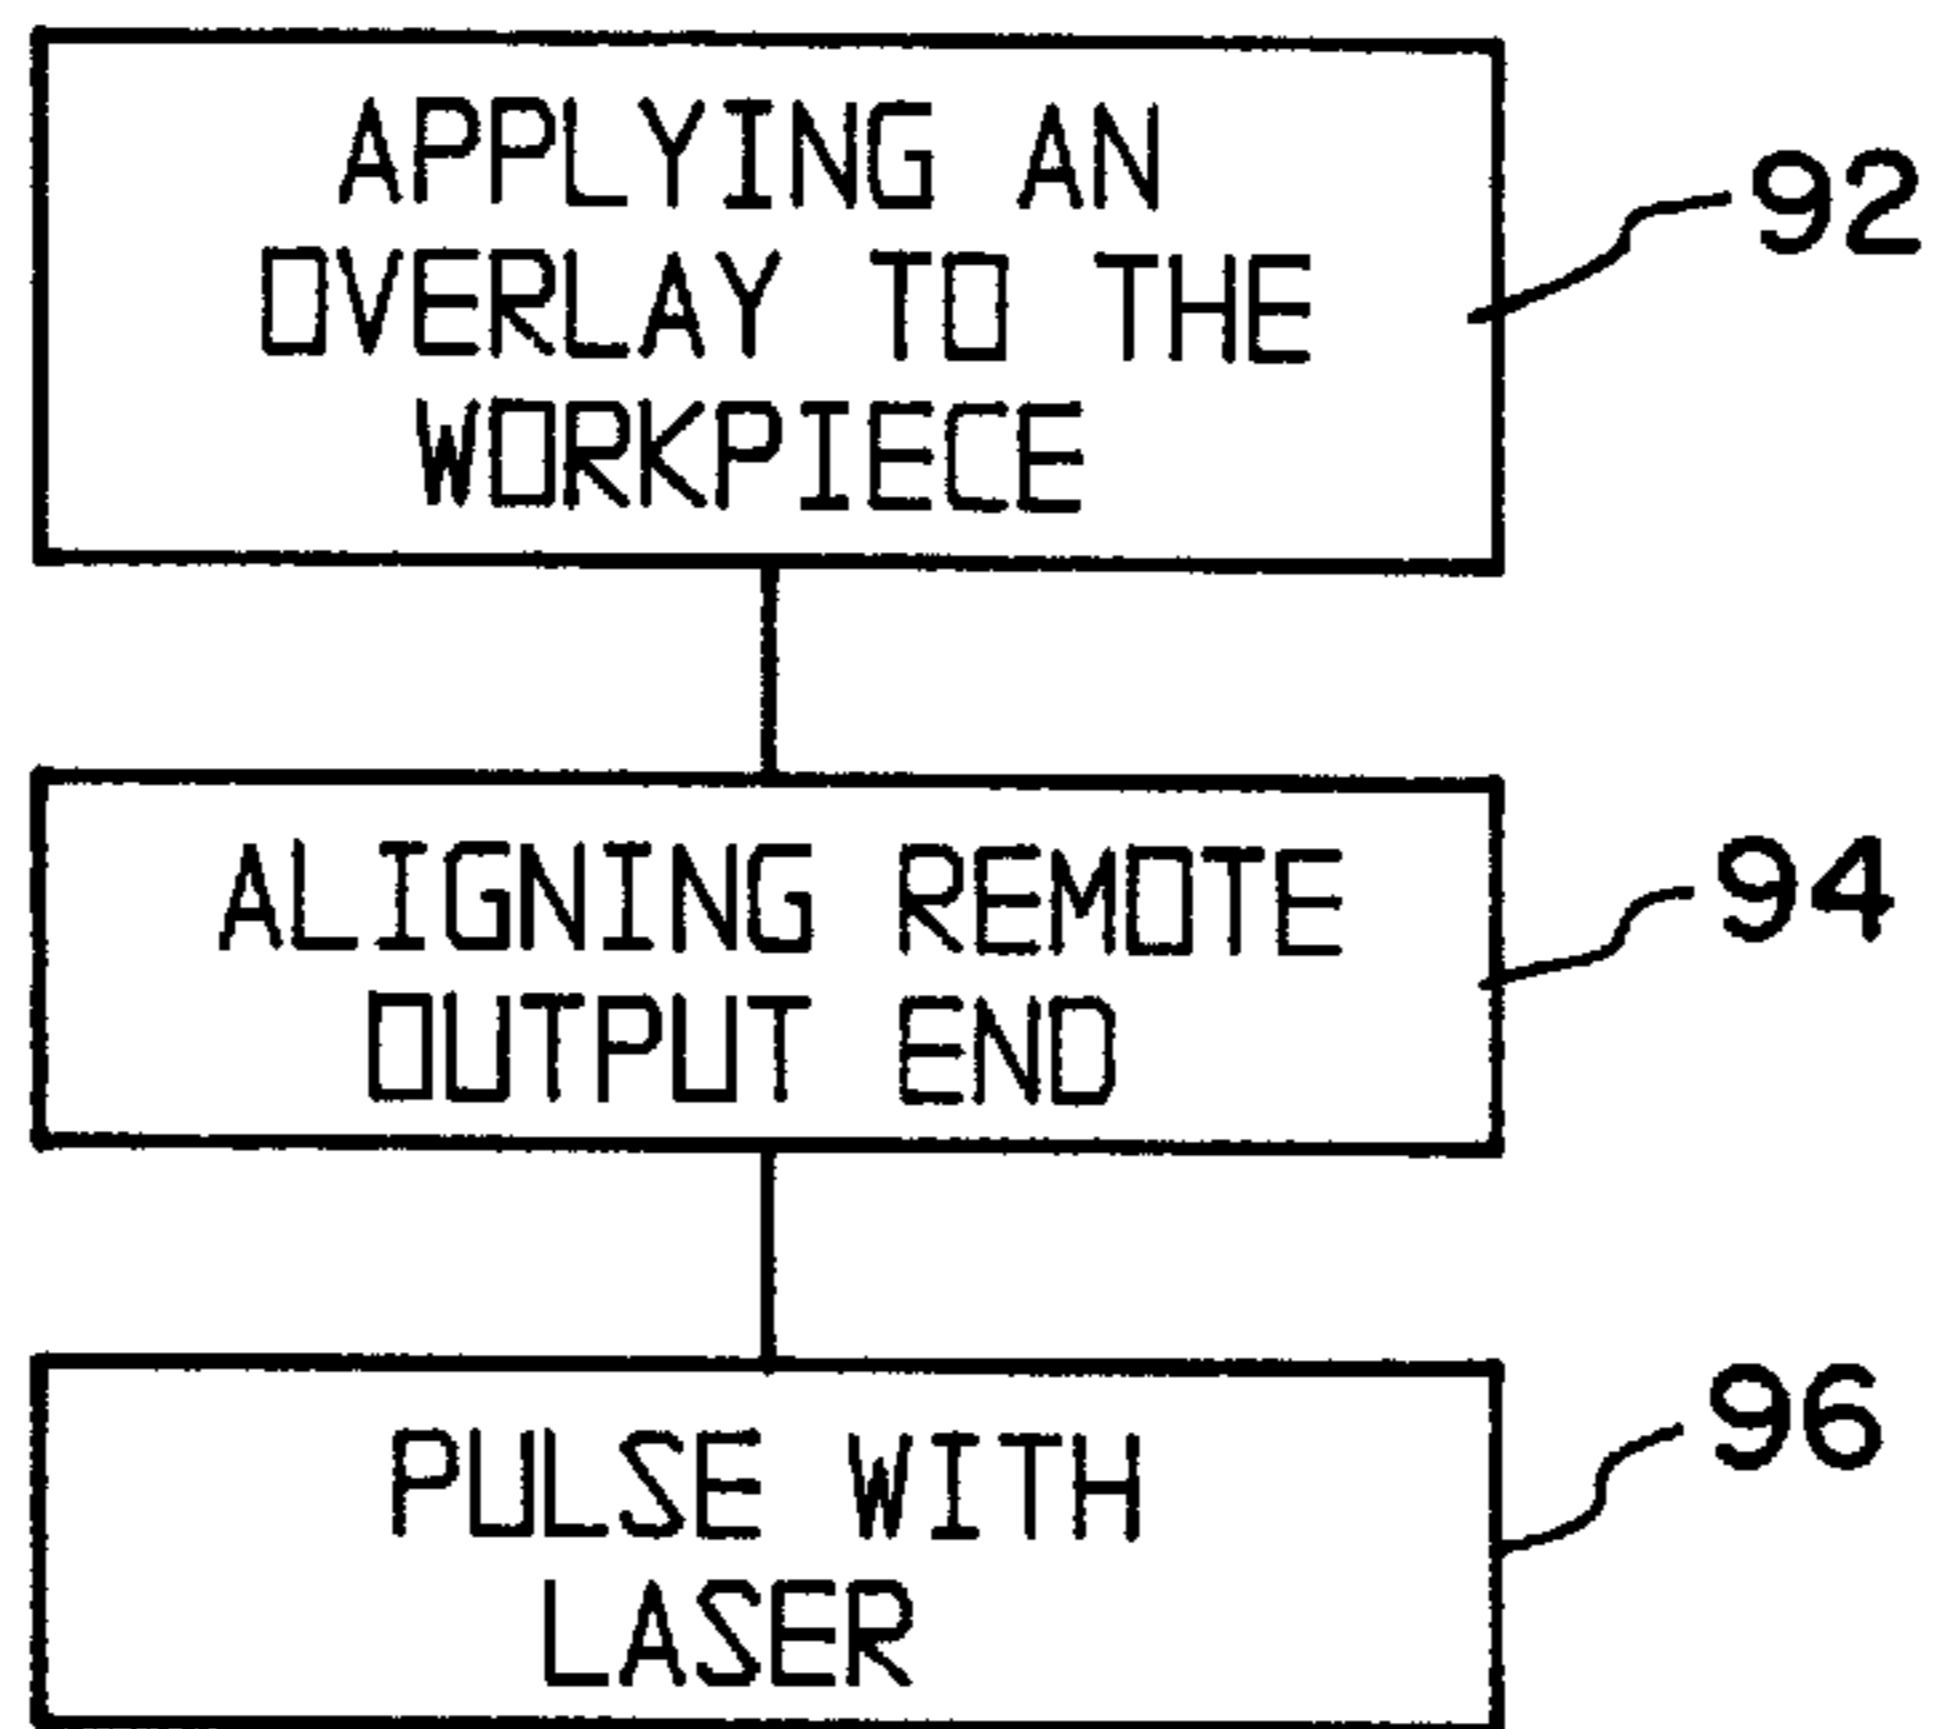 APPLYING AN
OVERLAY TO THE
WORKPIECE
92
ALIGNING REMOTE
OUTPUT END
94
PULSE WITH
LASER
96